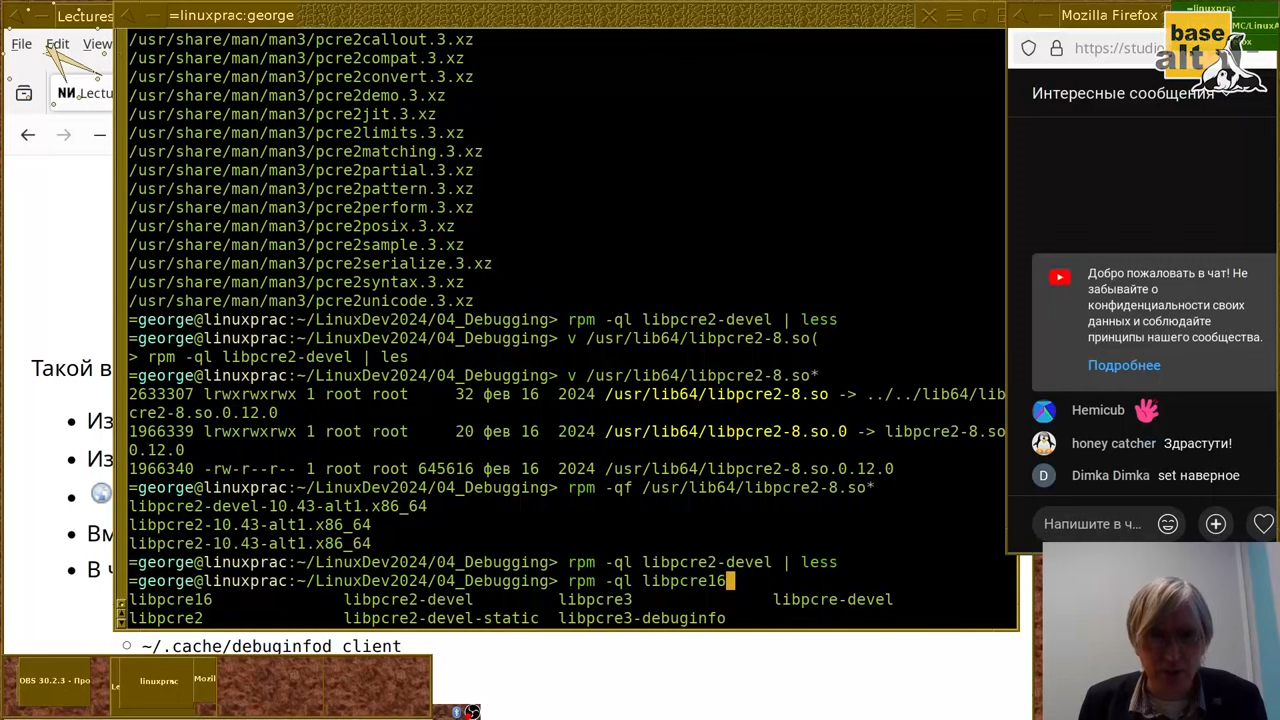 Lectures
=linuxprac:george
Mozilla Firefox
=linuxprac
File Edit View
base
alt
https://studio
Lectu
Интересные сообщения
/usr/share/man/man3/pcre2callout.3.xz
/usr/share/man/man3/pcre2compat.3.xz
/usr/share/man/man3/pcre2convert.3.xz
/usr/share/man/man3/pcre2demo.3.xz
/usr/share/man/man3/pcre2jit.3.xz
/usr/share/man/man3/pcre2limits.3.xz
/usr/share/man/man3/pcre2matching.3.xz
/usr/share/man/man3/pcre2partial.3.xz
/usr/share/man/man3/pcre2pattern.3.xz
/usr/share/man/man3/pcre2perform.3.xz
/usr/share/man/man3/pcre2posix.3.xz
/usr/share/man/man3/pcre2sample.3.xz
/usr/share/man/man3/pcre2serialize.3.xz
/usr/share/man/man3/pcre2syntax.3.xz
/usr/share/man/man3/pcre2unicode.3.xz
=george@linuxprac:~/LinuxDev2024/04_Debugging> rpm -ql libpcre2-devel | less
=george@linuxprac:~/LinuxDev2024/04_Debugging> v /usr/lib64/libpcre2-8.so(
> rpm -ql libpcre2-devel | les
=george@linuxprac:~/LinuxDev2024/04_Debugging> v /usr/lib64/libpcre2-8.so*
2633307 lrwxrwxrwx 1 root root     32 фев 16  2024 /usr/lib64/libpcre2-8.so -> ../../lib64/lib
cre2-8.so.0.12.0
1966339 lrwxrwxrwx 1 root root     20 фев 16  2024 /usr/lib64/libpcre2-8.so.0 -> libpcre2-8.so
0.12.0
1966340 -rw-r--r-- 1 root root 645616 фев 16  2024 /usr/lib64/libpcre2-8.so.0.12.0
=george@linuxprac:~/LinuxDev2024/04_Debugging> rpm -qf /usr/lib64/libpcre2-8.so*
libpcre2-devel-10.43-alt1.x86_64
libpcre2-10.43-alt1.x86_64
libpcre2-10.43-alt1.x86_64
=george@linuxprac:~/LinuxDev2024/04_Debugging> rpm -ql libpcre2-devel | less
=george@linuxprac:~/LinuxDev2024/04_Debugging> rpm -ql libpcre16
libpcre16 libpcre2-devel libpcre3 libpcre-devel
libpcre2 libpcre2-devel-static libpcre3-debuginfo
Такой в
Из
Из
Вм
В ч
~/.cache/debuginfod_client
Добро пожаловать в чат! Не
забывайте о
конфиденциальности своих
данных и соблюдайте
принципы нашего сообщества.
Подробнее
Hemicub
honey catcher Здрастути!
Dimka Dimka set наверное
Напишите в ч...
OBS 30.2.3 - Про
Le
linuxprac
Mozil